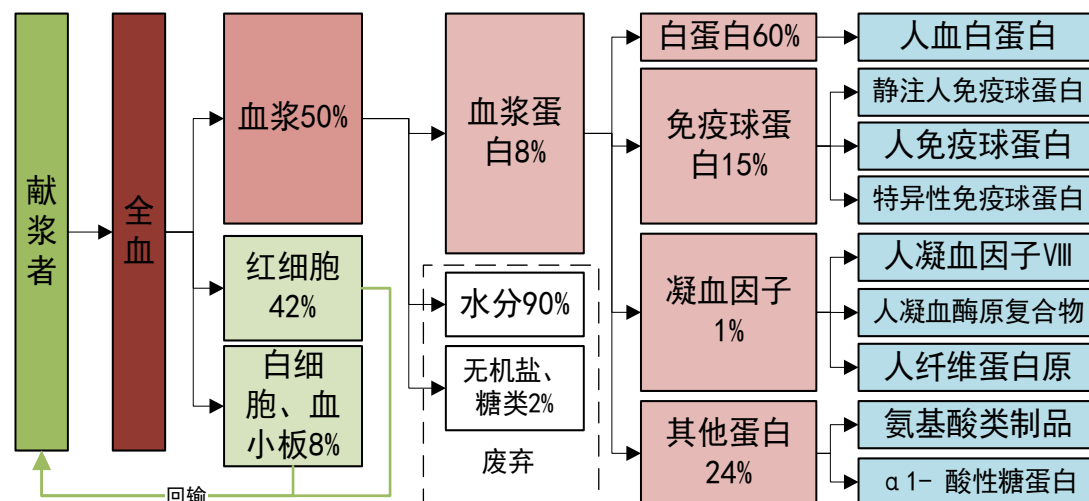 献
浆
者
全
血
血浆50%
红细胞
42%
白细
胞、血
小板8%
回输
血浆蛋
白8%
水分90%
无机盐、
糖类2%
废弃
白蛋白60%
免疫球蛋
白15%
凝血因子
1%
其他蛋白
24%
人血白蛋白
静注人免疫球蛋白
人免疫球蛋白
特异性免疫球蛋白
人凝血因子Ⅷ
人凝血酶原复合物
人纤维蛋白原
氨基酸类制品
α1-酸性糖蛋白